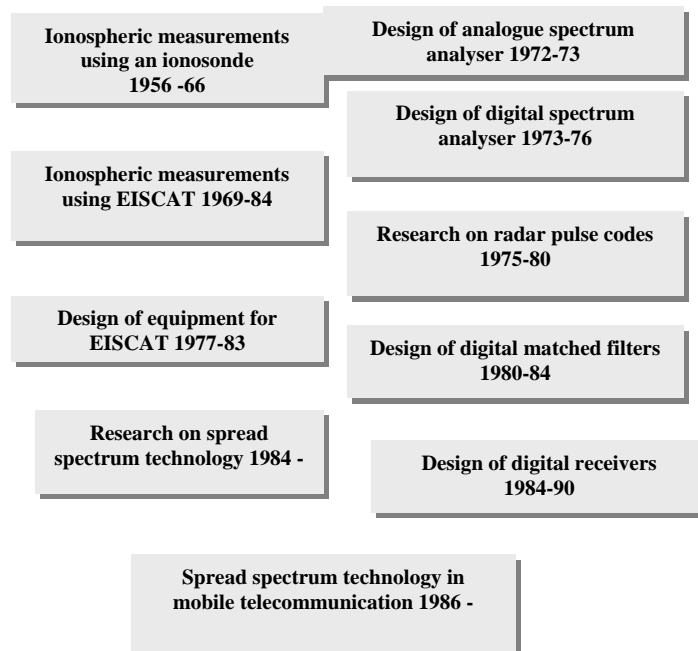 Ionospheric measurements
using an ionosonde
1956 -66
Design of analogue spectrum
analyser 1972-73
Design of digital spectrum
analyser 1973-76
Ionospheric measurements
using EISCAT 1969-84
Research on radar pulse codes
1975-80
Design of equipment for
EISCAT 1977-83
Design of digital matched filters
1980-84
Research on spread
spectrum technology 1984 -
Design of digital receivers
1984-90
Spread spectrum technology in
mobile telecommunication 1986 -